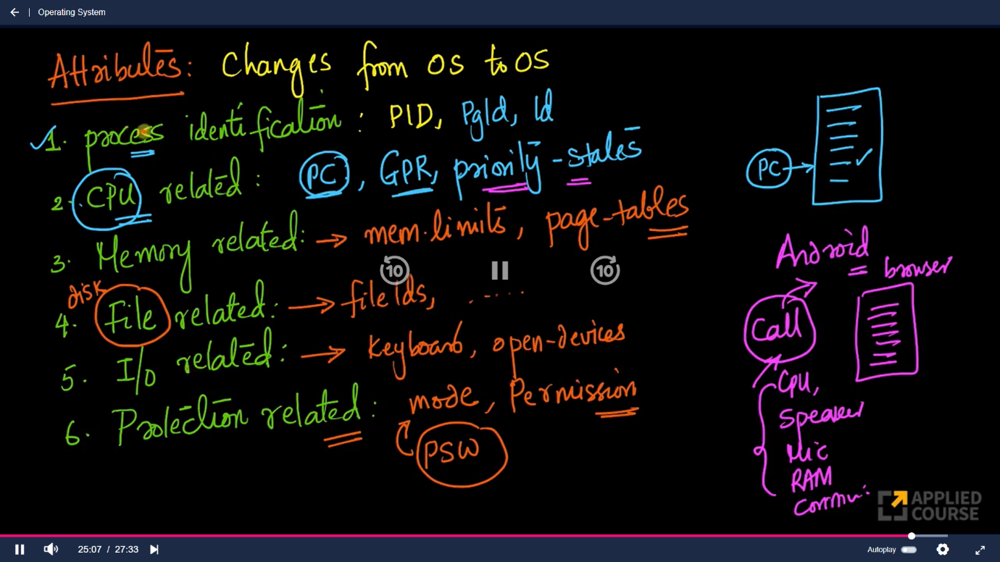 Operating System
Attributes: Changes from OS to OS
1. process identification: PID, PgId, Id
2. CPU related: PC, GPR, priority - states
3. Memory related: → mem.limits, page-tables
disk
4. File related: → file Ids, .....
5. I/o related: → keyboard, open-devices
6. Protection related: mode, Permission
PSW
PC
Android
browser
Call
Cpu,
Speaker
Mic
RAM
Commu:
10
10
APPLIED
COURSE
25:07 / 27:33
Autoplay